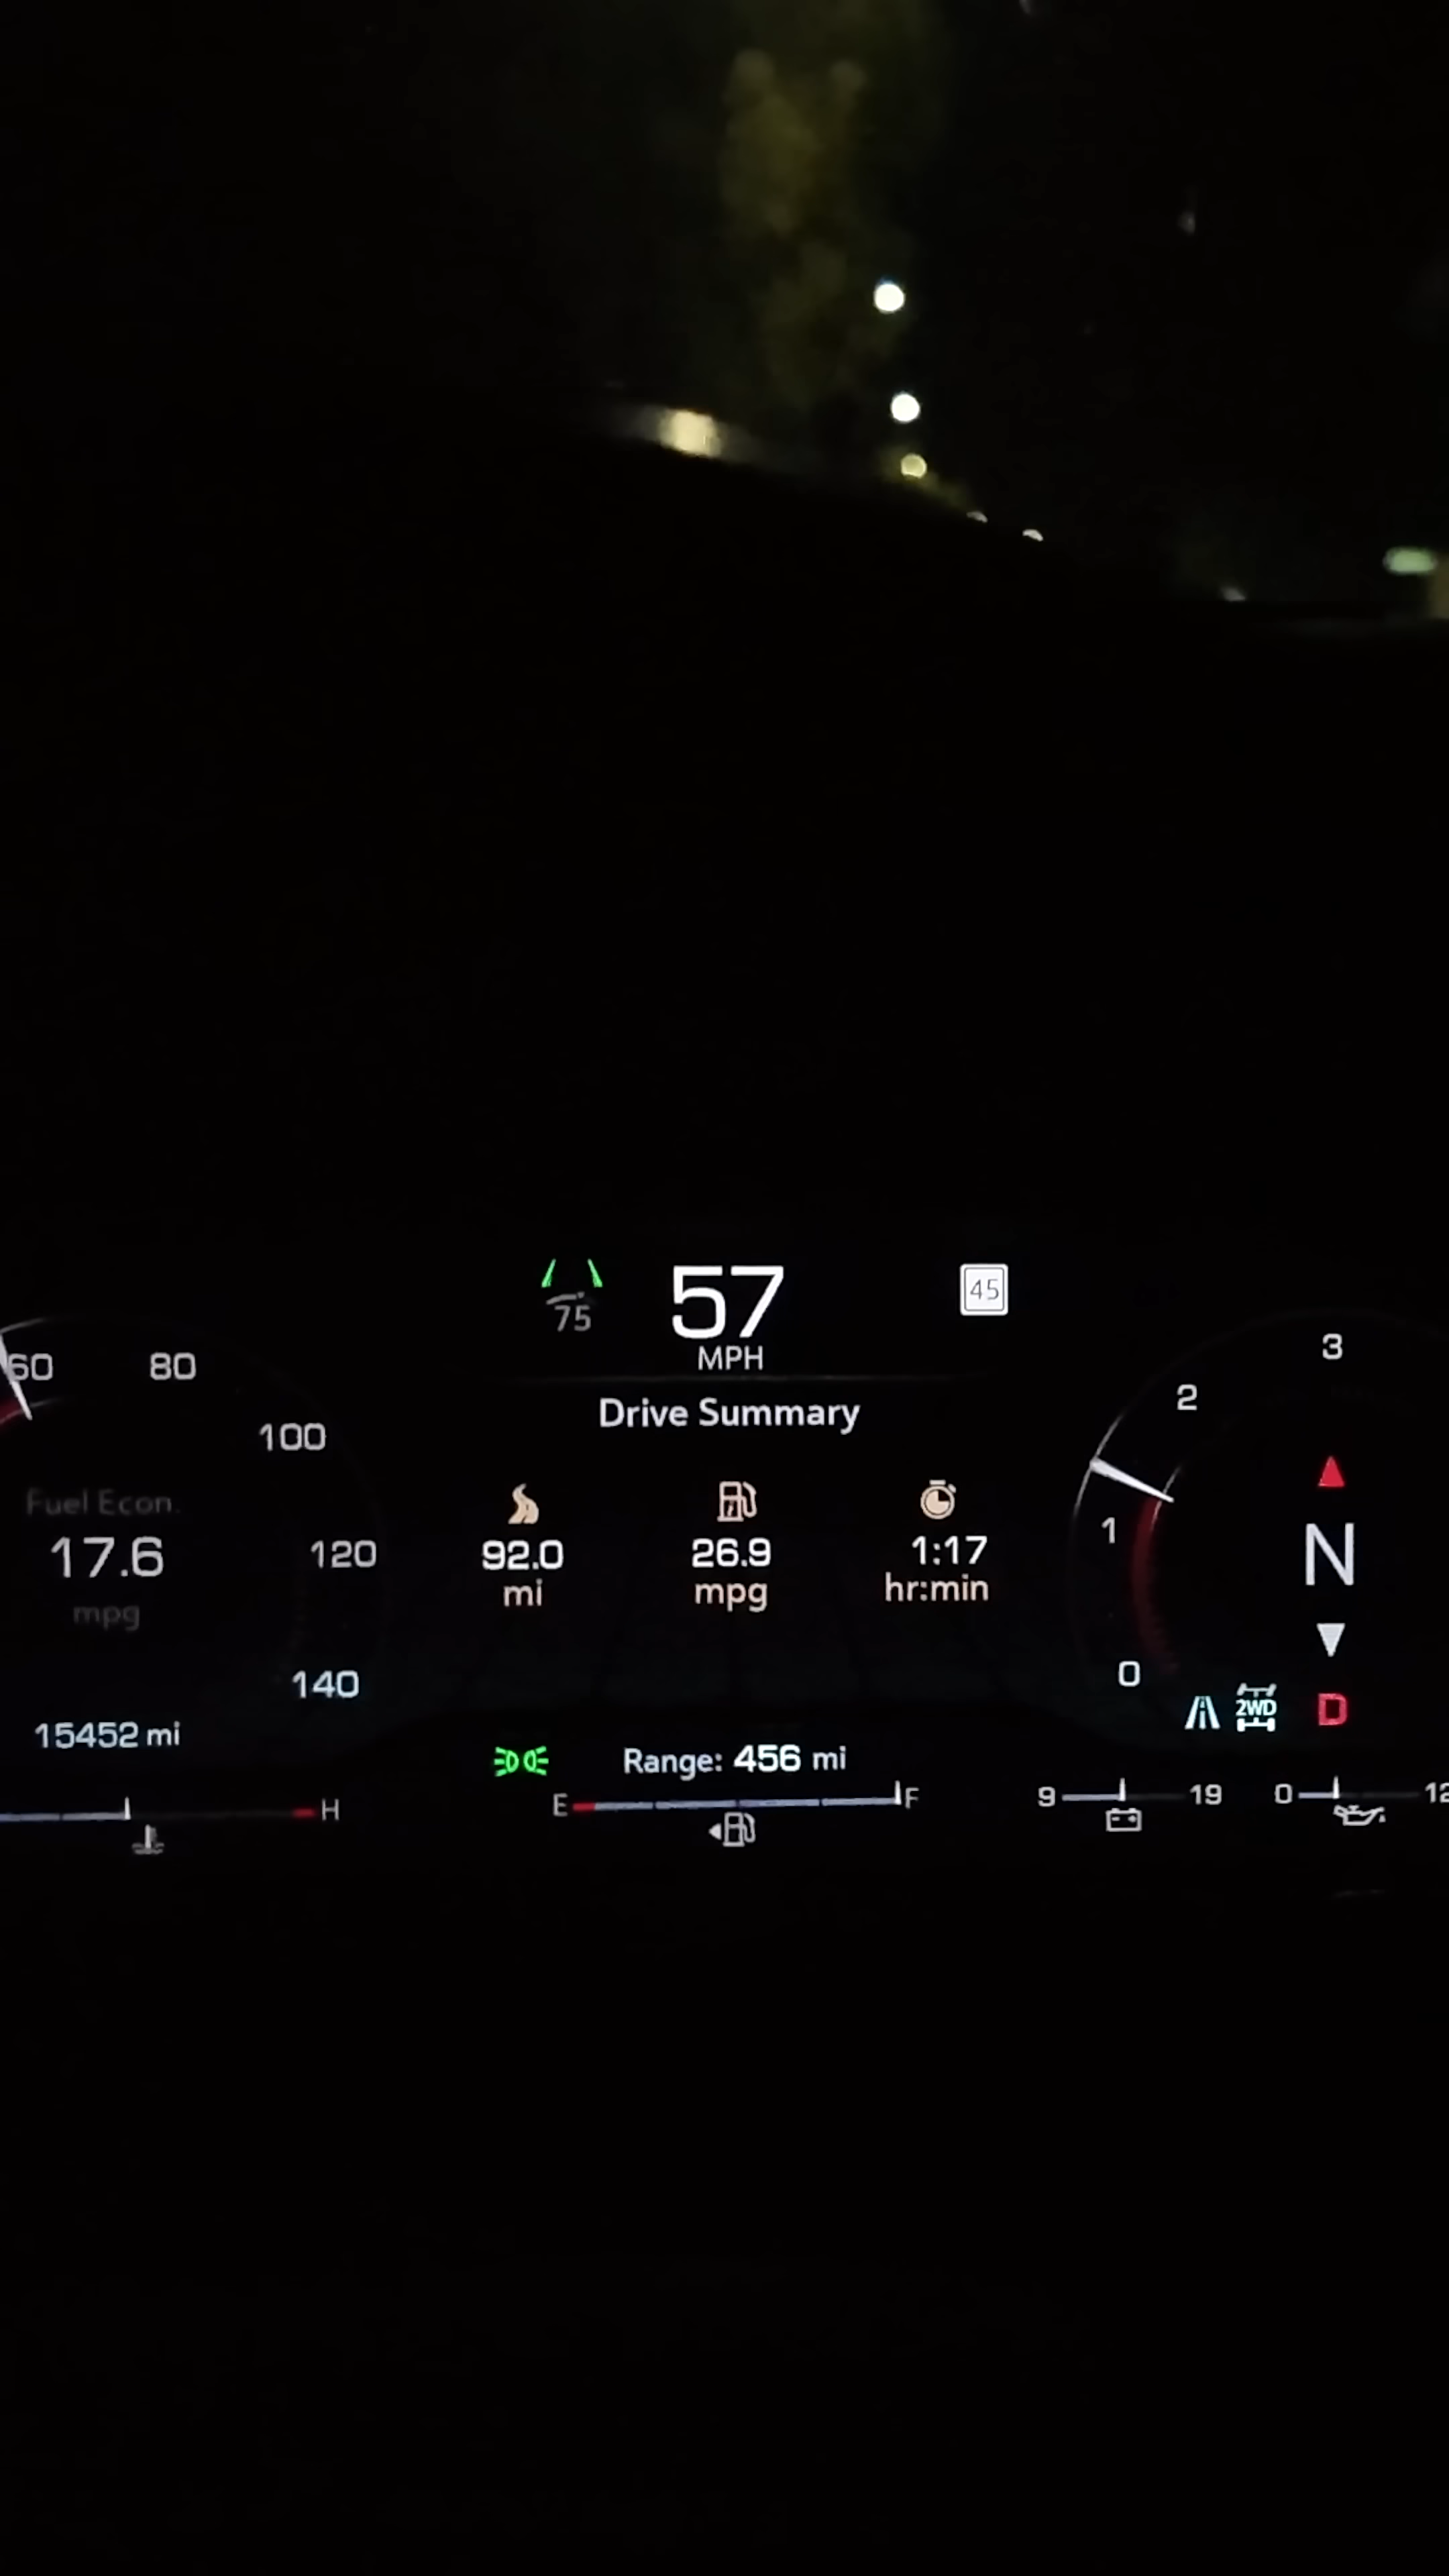 75
57
MPH
45
Drive Summary
60
80
100
120
140
Fuel Econ.
17.6
mpg
15452 mi
92.0
mi
26.9
mpg
1:17
hr:min
3
2
1
0
N
D
2WD
Range: 456 mi
H
E
F
9
19
0